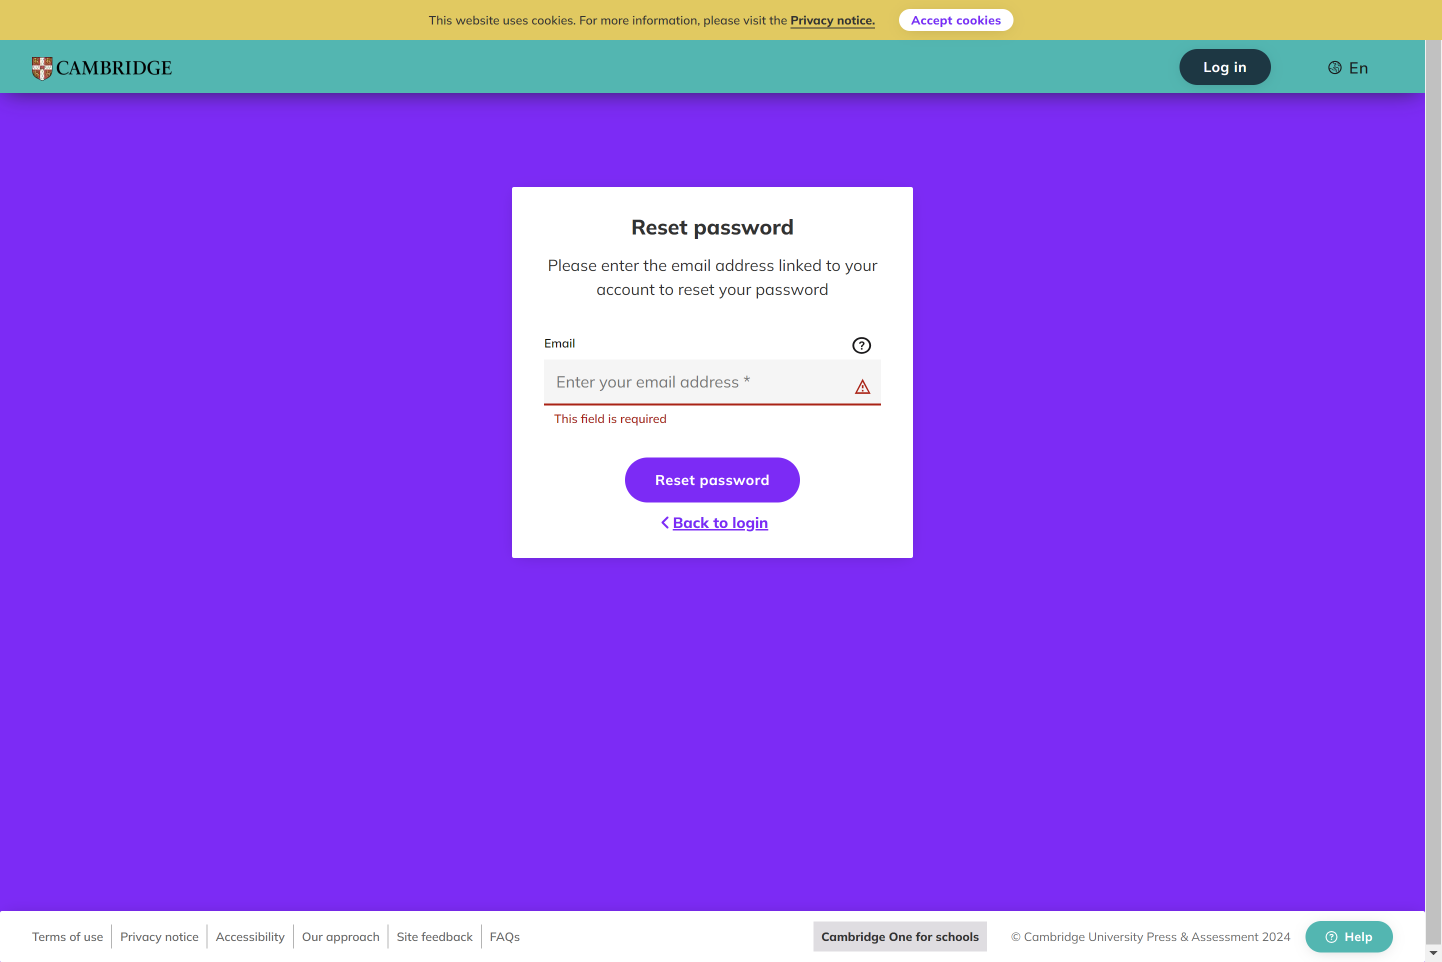 This website uses cookies. For more information, please visit the Privacy notice. Accept cookies
CAMBRIDGE
Log in
En
Reset password
Please enter the email address linked to your
account to reset your password
Email
Enter your email address *
This field is required
Reset password
Back to login
Terms of use
Privacy notice
Accessibility
Our approach
Site feedback
FAQs
Cambridge One for schools
© Cambridge University Press & Assessment 2024
Help